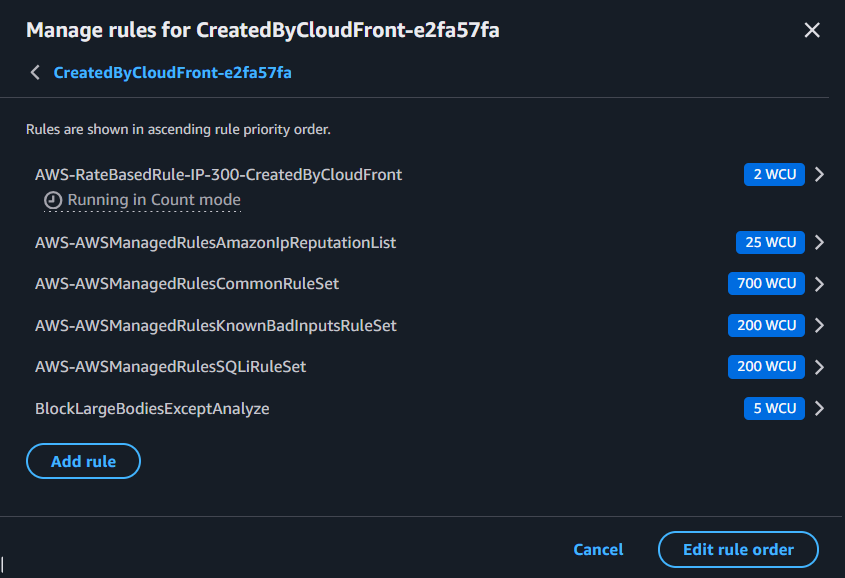 Manage rules for CreatedByCloudFront-e2fa57fa
CreatedByCloudFront-e2fa57fa
Rules are shown in ascending rule priority order.
AWS-RateBasedRule-IP-300-CreatedByCloudFront 2 WCU
Running in Count mode
AWS-AWSManagedRulesAmazonIpReputationList 25 WCU
AWS-AWSManagedRulesCommonRuleSet 700 WCU
AWS-AWSManagedRulesKnownBadInputsRuleSet 200 WCU
AWS-AWSManagedRulesSQLiRuleSet 200 WCU
BlockLargeBodiesExceptAnalyze 5 WCU
Add rule
Cancel Edit rule order